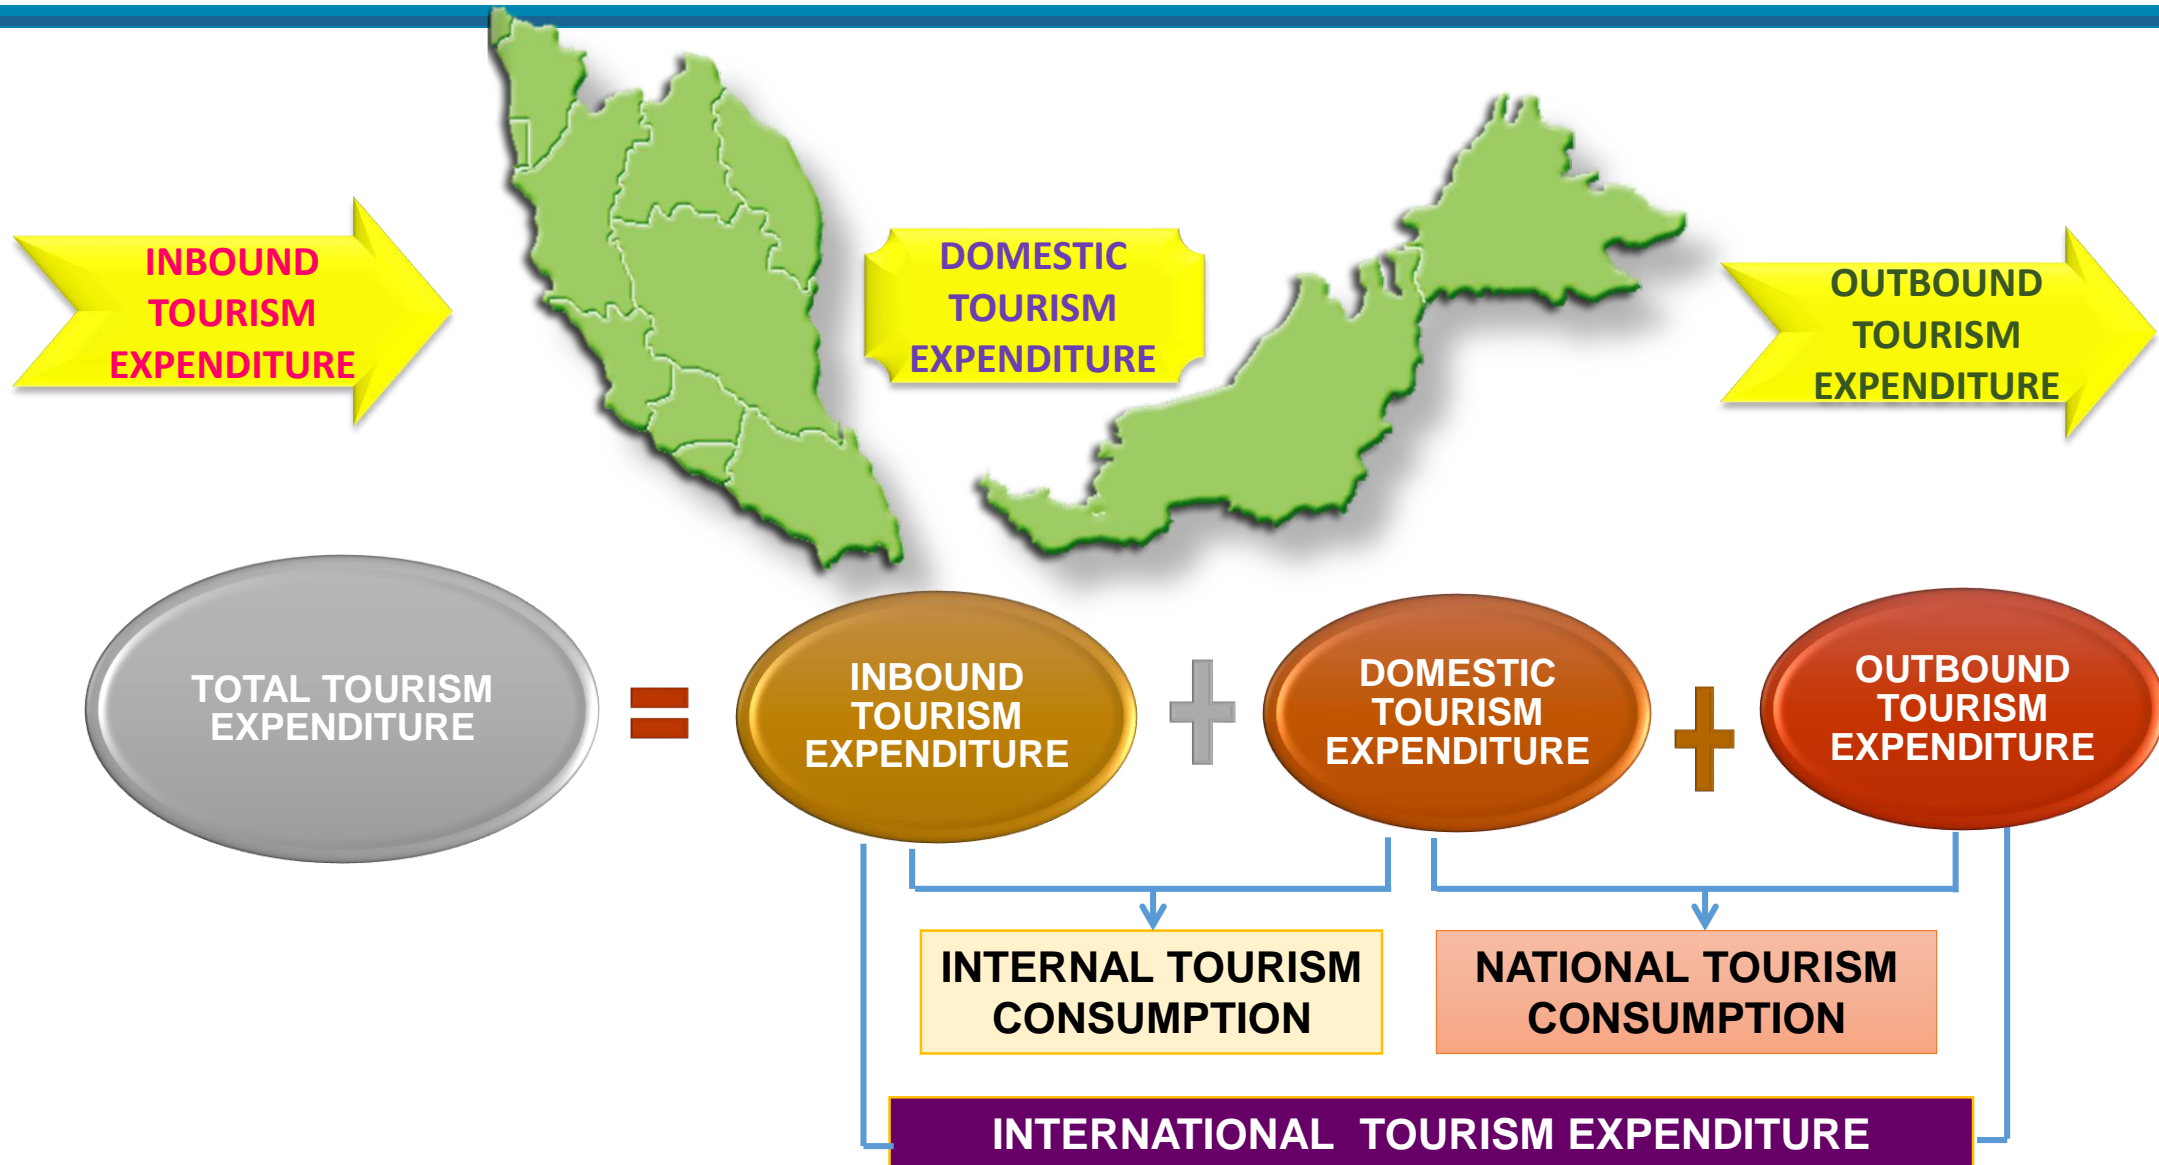 INBOUND
TOURISM
EXPENDITURE
DOMESTIC
TOURISM
EXPENDITURE
OUTBOUND
TOURISM
EXPENDITURE
TOTAL TOURISM
EXPENDITURE
INBOUND
TOURISM
EXPENDITURE
DOMESTIC
TOURISM
EXPENDITURE
OUTBOUND
TOURISM
EXPENDITURE
INTERNAL TOURISM
CONSUMPTION
NATIONAL TOURISM
CONSUMPTION
INTERNATIONAL TOURISM EXPENDITURE